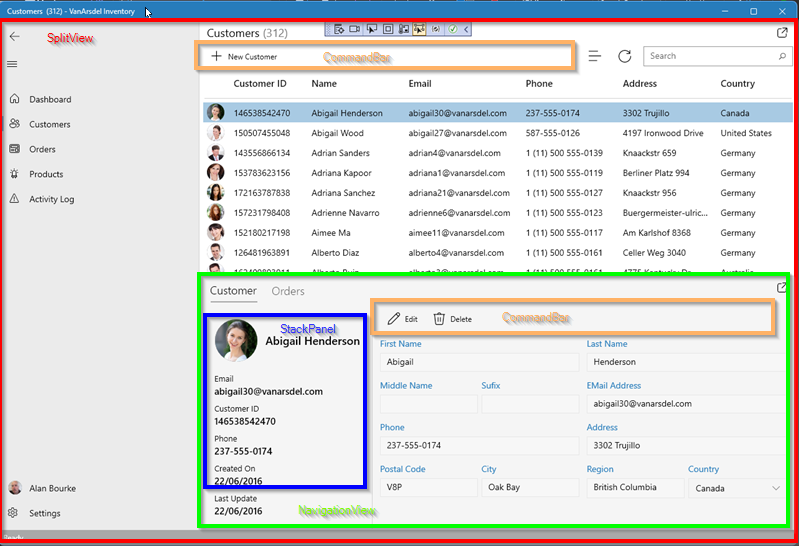 Customers (312) - VanArsdel Inventory
SplitView
Customers (312)
New Customer
CommandBar
Search
Dashboard
Customers
Orders
Products
Activity Log
Customer ID Name Email Phone Address Country
146538542470 Abigail Henderson abigail30@vanarsdel.com 237-555-0174 3302 Trujillo Canada
150507455048 Abigail Wood abigail27@vanarsdel.com 587-555-0126 4197 Ironwood Drive United States
143556866134 Adrian Sanders adrian4@vanarsdel.com 1 (11) 500 555-0139 Knaackstr 659 Germany
153783623156 Adriana Kapoor adriana1@vanarsdel.com 1 (11) 500 555-0119 Berliner Platz 994 Germany
172163787838 Adriana Sanchez adriana21@vanarsdel.com 1 (11) 500 555-0127 Knaackstr 956 Germany
157231798408 Adrienne Navarro adrienne6@vanarsdel.com 1 (11) 500 555-0123 Buergermeister-ulric... Germany
152180217198 Aimee Ma aimee11@vanarsdel.com 1 (11) 500 555-0117 Am Karlshof 8368 Germany
126481963891 Alberto Diaz alberto4@vanarsdel.com 1 (11) 500 555-0161 Celler Weg 3040 Germany
Customer Orders
StackPanel
Abigail Henderson
Email
abigail30@vanarsdel.com
Customer ID
146538542470
Phone
237-555-0174
Created On
22/06/2016
Last Update
22/06/2016
NavigationView
Edit Delete CommandBar
First Name Last Name
Abigail Henderson
Middle Name Sufix EMail Address
abigail30@vanarsdel.com
Phone Address
237-555-0174 3302 Trujillo
Postal Code City Region Country
V8P Oak Bay British Columbia Canada
Alan Bourke
Settings
Ready